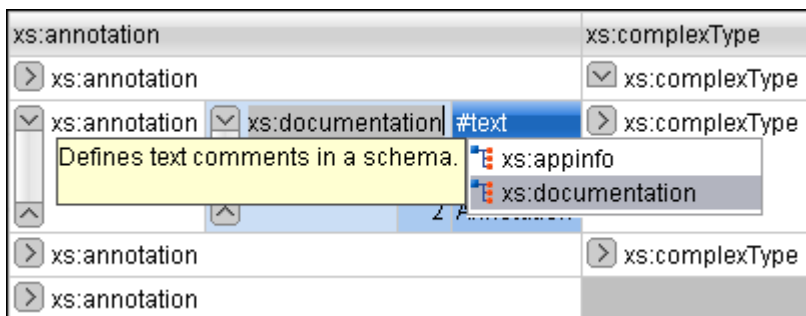 xs:annotation xs:complexType
xs:annotation xs:complexType
xs:annotation xs:documentation #text xs:complexType
Defines text comments in a schema. xs:appinfo
xs:documentation
2
xs:annotation xs:complexType
xs:annotation